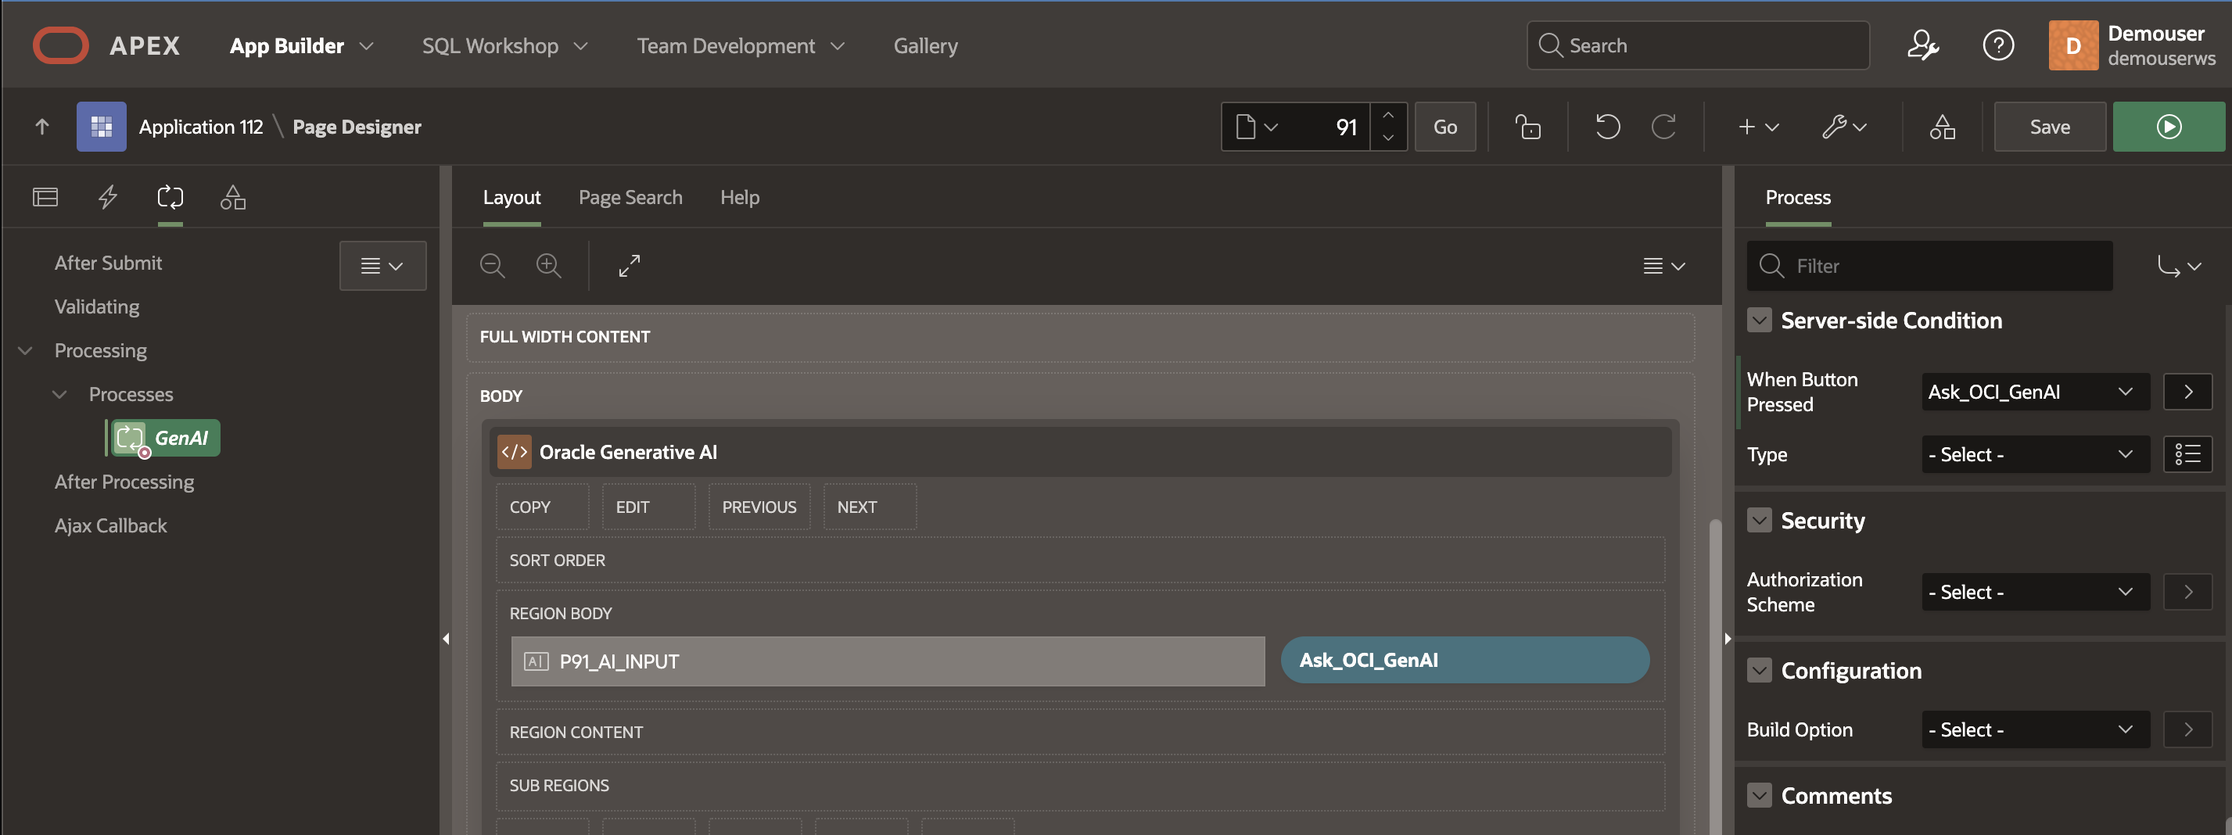 APEX App Builder SQL Workshop Team Development Gallery Search ? D Demouser
demouserws
Application 112 \ Page Designer 91 Go Save
Layout Page Search Help Process
After Submit
Validating
Processing
Processes
GenAI
After Processing
Ajax Callback
FULL WIDTH CONTENT
BODY
</> Oracle Generative AI
COPY EDIT PREVIOUS NEXT
SORT ORDER
REGION BODY
A| P91_AI_INPUT Ask_OCI_GenAI
REGION CONTENT
SUB REGIONS
Filter
Server-side Condition
When Button
Pressed
Ask_OCI_GenAI
Type - Select -
Security
Authorization
Scheme
- Select -
Configuration
Build Option - Select -
Comments